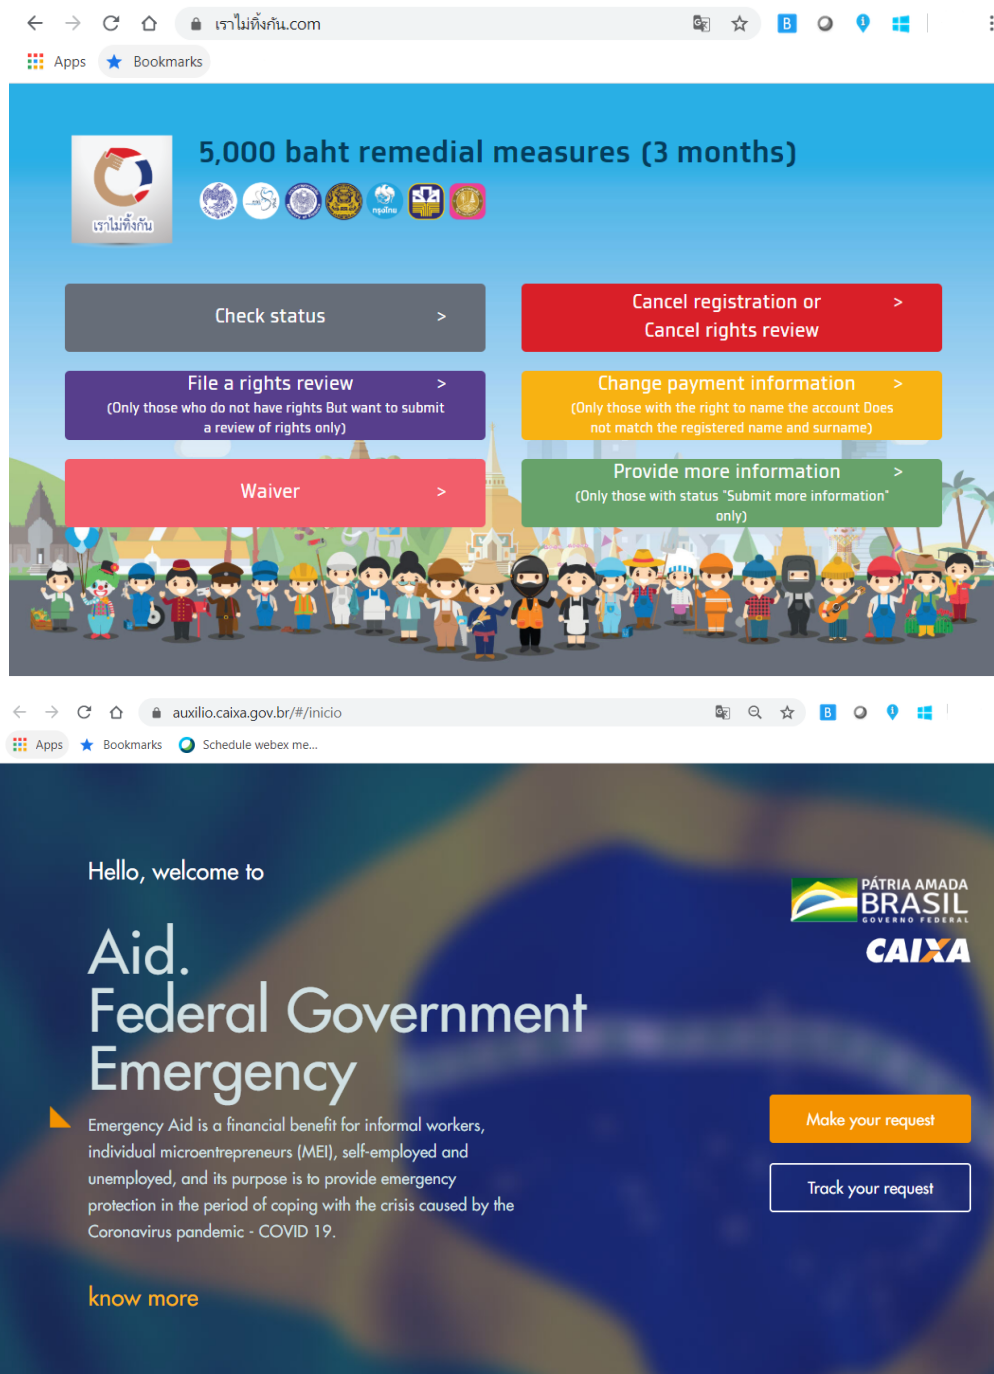 เราไม่ทิ้งกัน.com
Apps
Bookmarks
5,000 baht remedial measures (3 months)
เราไม่ทิ้งกัน
กรุงไทย
Check status >
Cancel registration or >
Cancel rights review
File a rights review >
(Only those who do not have rights But want to submit
a review of rights only)
Change payment information >
(Only those with the right to name the account Does
not match the registered name and surname)
Waiver >
Provide more information >
(Only those with status "Submit more information"
only)
auxilio.caixa.gov.br/#/inicio
Apps
Bookmarks
Schedule webex me...
Hello, welcome to
Aid.
Federal Government
Emergency
Emergency Aid is a financial benefit for informal workers,
individual microentrepreneurs (MEI), self-employed and
unemployed, and its purpose is to provide emergency
protection in the period of coping with the crisis caused by the
Coronavirus pandemic - COVID 19.
know more
PÁTRIA AMADA
BRASIL
GOVERNO FEDERAL
CAIXA
Make your request
Track your request